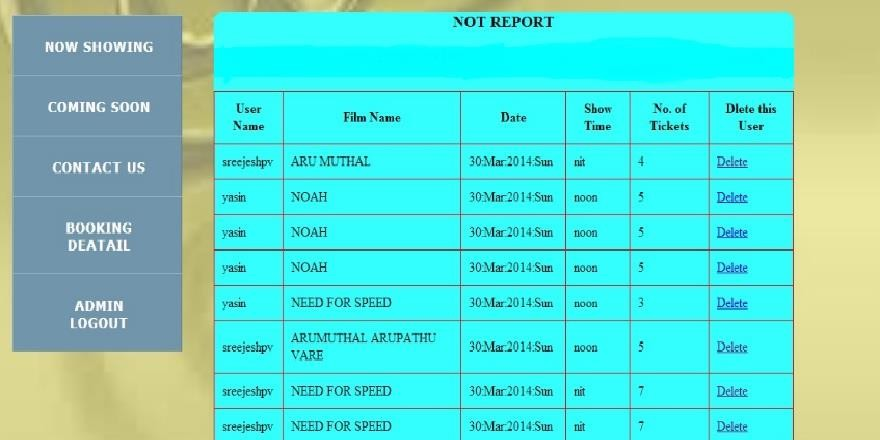 NOW SHOWING
COMING SOON
CONTACT US
BOOKING
DEATAIL
ADMIN
LOGOUT
NOT REPORT
User Name Film Name Date Show Time No. of Tickets Dlete this User
sreejeshpv ARU MUTHAL 30:Mar:2014:Sun nit 4 Delete
yasin NOAH 30:Mar:2014:Sun noon 5 Delete
yasin NOAH 30:Mar:2014:Sun noon 5 Delete
yasin NOAH 30:Mar:2014:Sun noon 5 Delete
yasin NEED FOR SPEED 30:Mar:2014:Sun noon 3 Delete
sreejeshpv ARUMUTHAL ARUPATHU VARE 30:Mar:2014:Sun noon 5 Delete
sreejeshpv NEED FOR SPEED 30:Mar:2014:Sun nit 7 Delete
sreejeshpv NEED FOR SPEED 30:Mar:2014:Sun nit 7 Delete